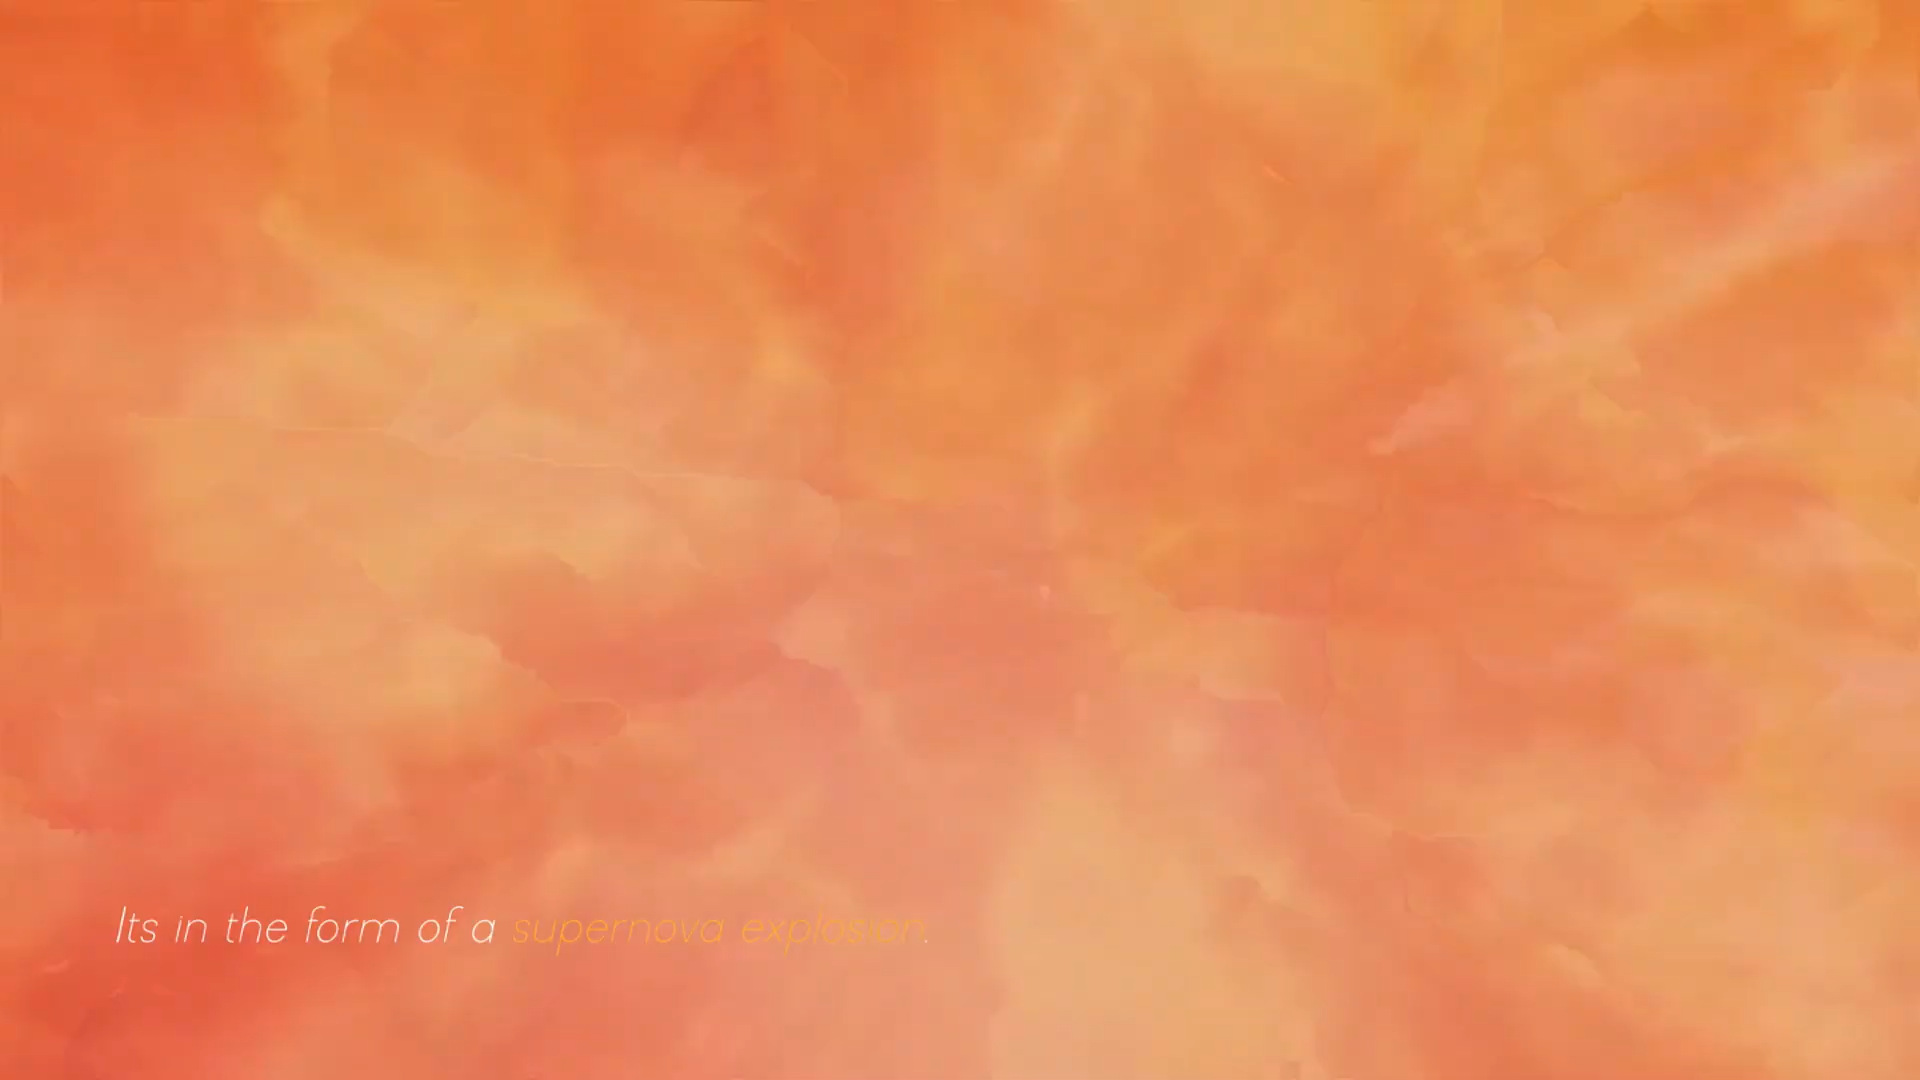 Its in the form of a supernova explosion.